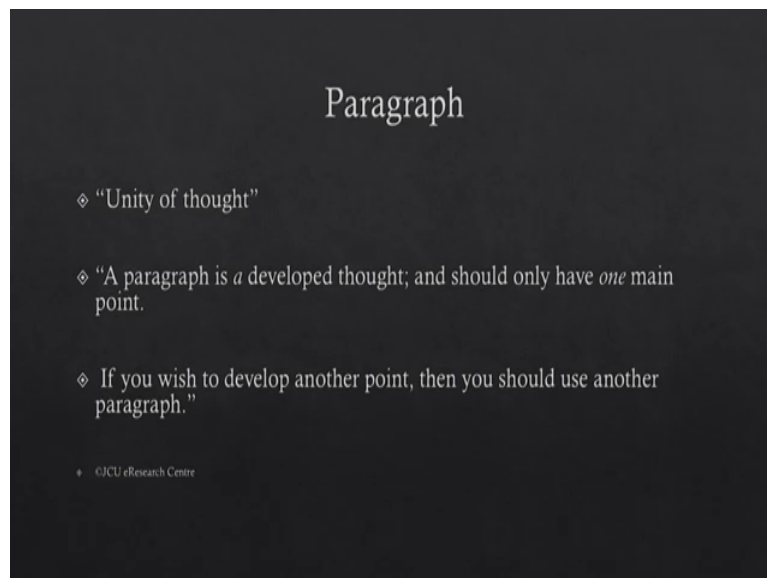 Paragraph
“Unity of thought”
“A paragraph is a developed thought; and should only have one main
point.
If you wish to develop another point, then you should use another
paragraph.”
©JCU eResearch Centre